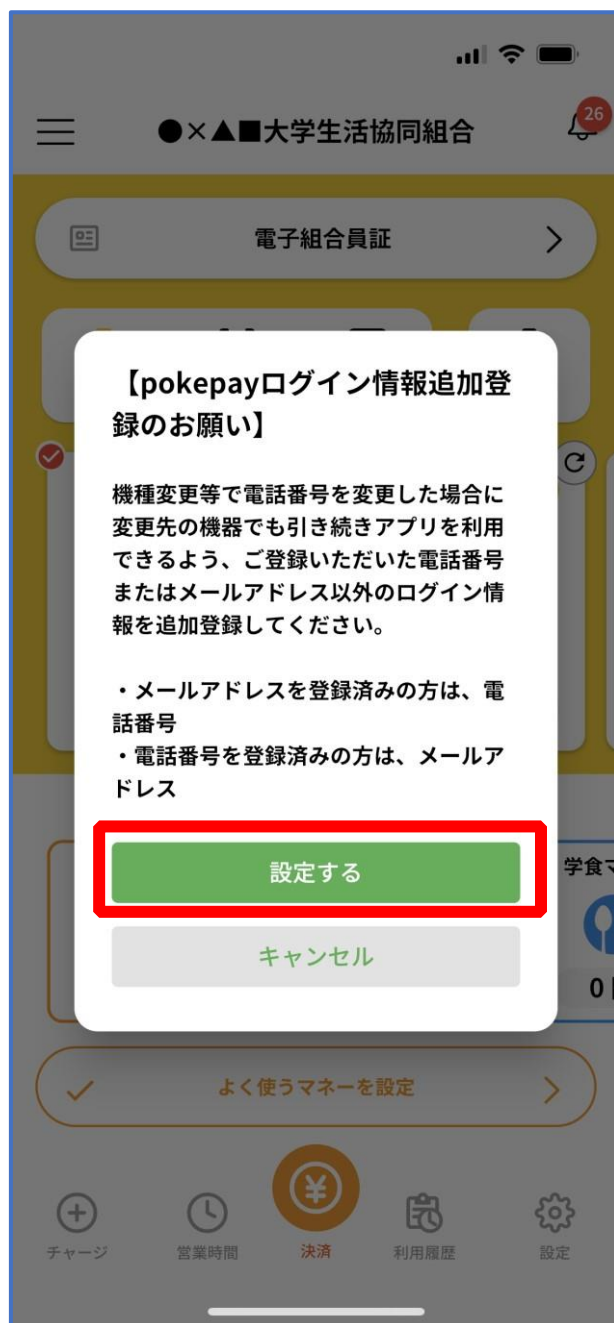 ●×▲■大学生活協同組合
26
電子組合員証
【pokepayログイン情報追加登
録のお願い】
機種変更等で電話番号を変更した場合に
変更先の機器でも引き続きアプリを利用
できるよう、ご登録いただいた電話番号
またはメールアドレス以外のログイン情
報を追加登録してください。
・メールアドレスを登録済みの方は、電
話番号
・電話番号を登録済みの方は、メールア
ドレス
設定する
キャンセル
学食マ
0
よく使うマネーを設定
チャージ
営業時間
決済
利用履歴
設定